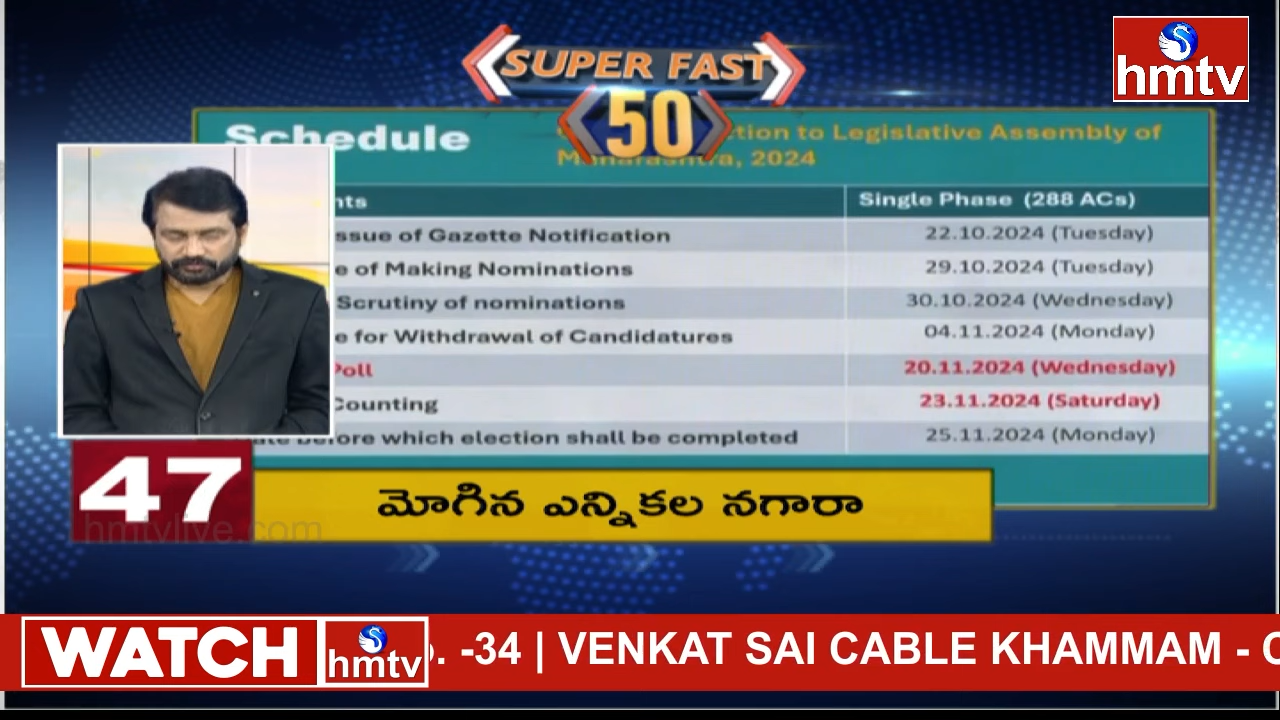 SUPER FAST
50
hmtv
Schedule
tion to Legislative Assembly of
2024
Single Phase (288 ACs)
ssue of Gazette Notification 22.10.2024 (Tuesday)
e of Making Nominations 29.10.2024 (Tuesday)
Scrutiny of nominations 30.10.2024 (Wednesday)
e for Withdrawal of Candidatures 04.11.2024 (Monday)
Poll 20.11.2024 (Wednesday)
Counting 23.11.2024 (Saturday)
before which election shall be completed 25.11.2024 (Monday)
47
మోగిన ఎన్నికల నగారా
hmtvlive.com
WATCH hmtv . -34 | VENKAT SAI CABLE KHAMMAM - C